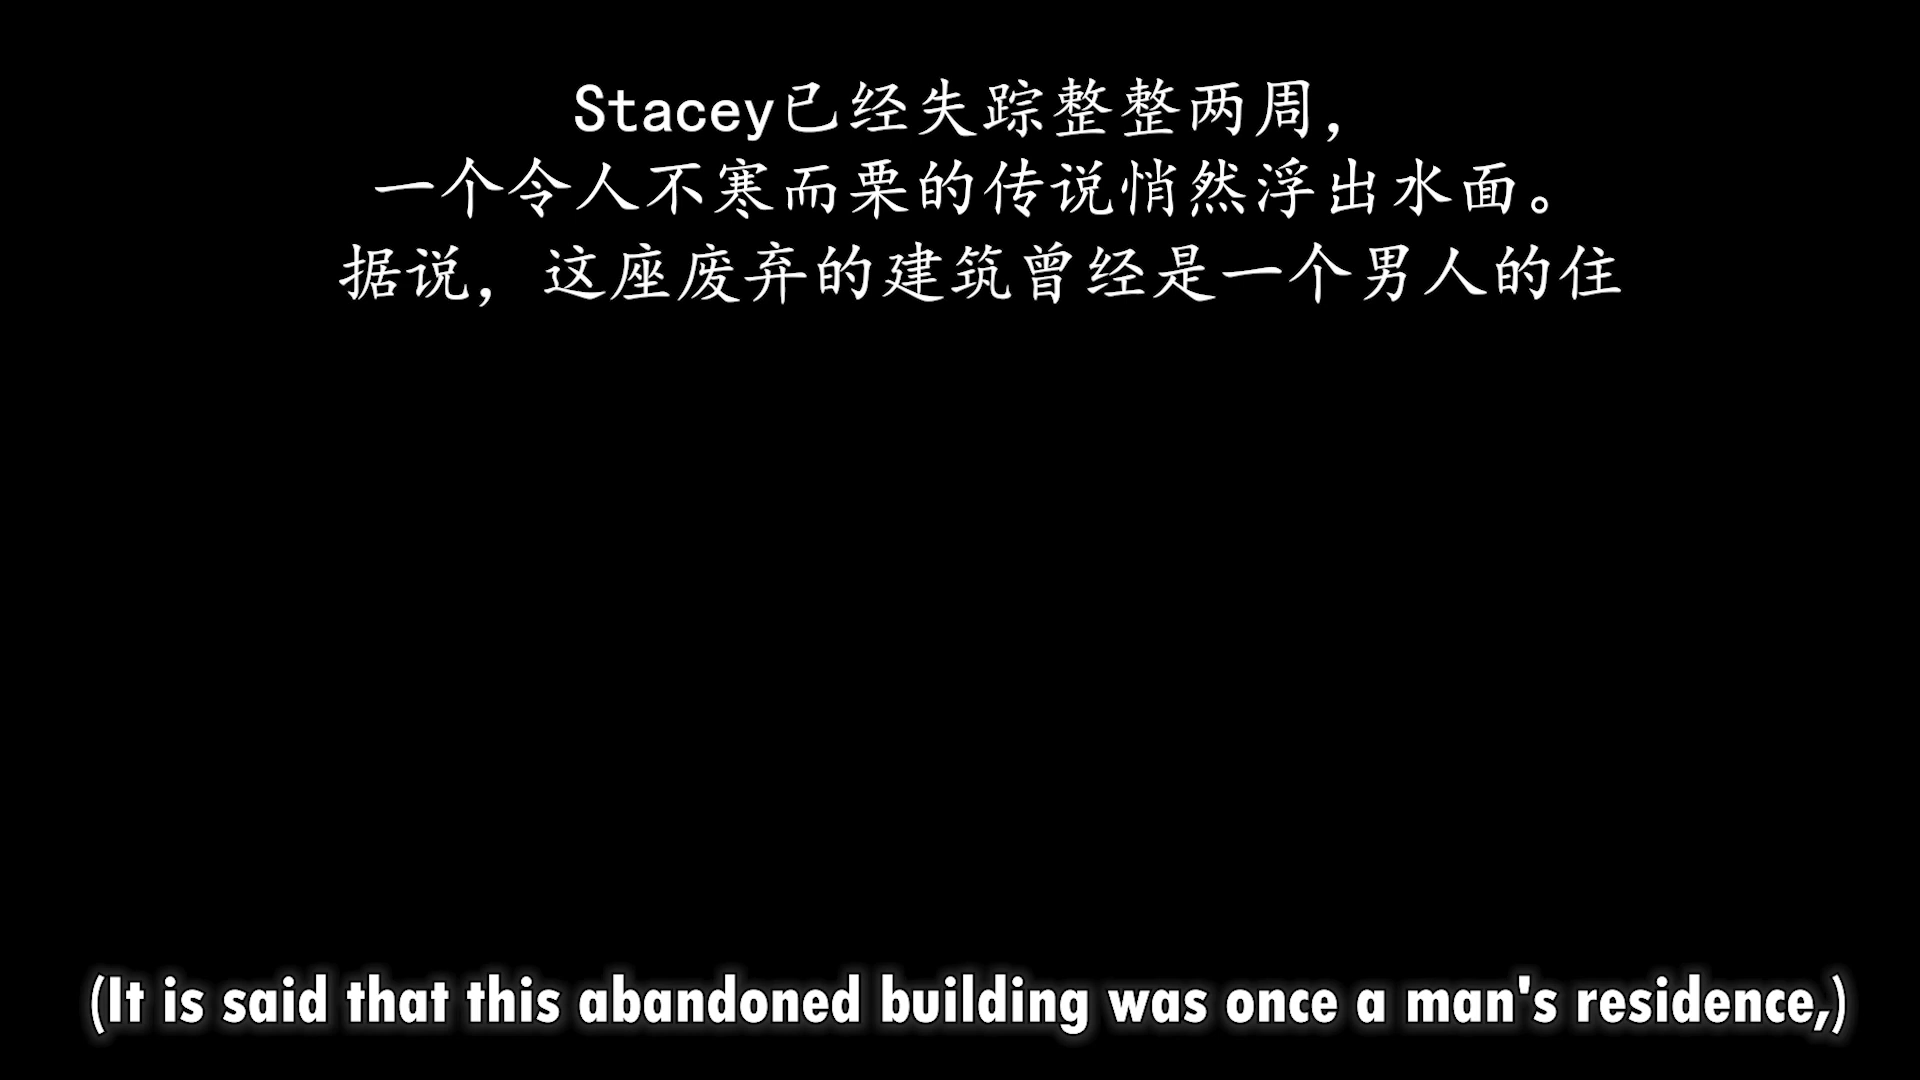 Stacey已经失踪整整两周，
一个令人不寒而栗的传说悄然浮出水面。
据说，这座废弃的建筑曾经是一个男人的住
(It is said that this abandoned building was once a man's residence,)